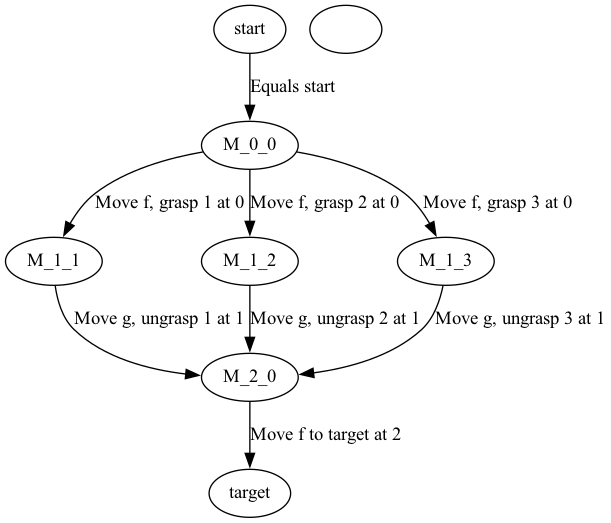 start
Equals start
M_0_0
Move f, grasp 1 at 0
Move f, grasp 2 at 0
Move f, grasp 3 at 0
M_1_1
M_1_2
M_1_3
Move g, ungrasp 1 at 1
Move g, ungrasp 2 at 1
Move g, ungrasp 3 at 1
M_2_0
Move f to target at 2
target